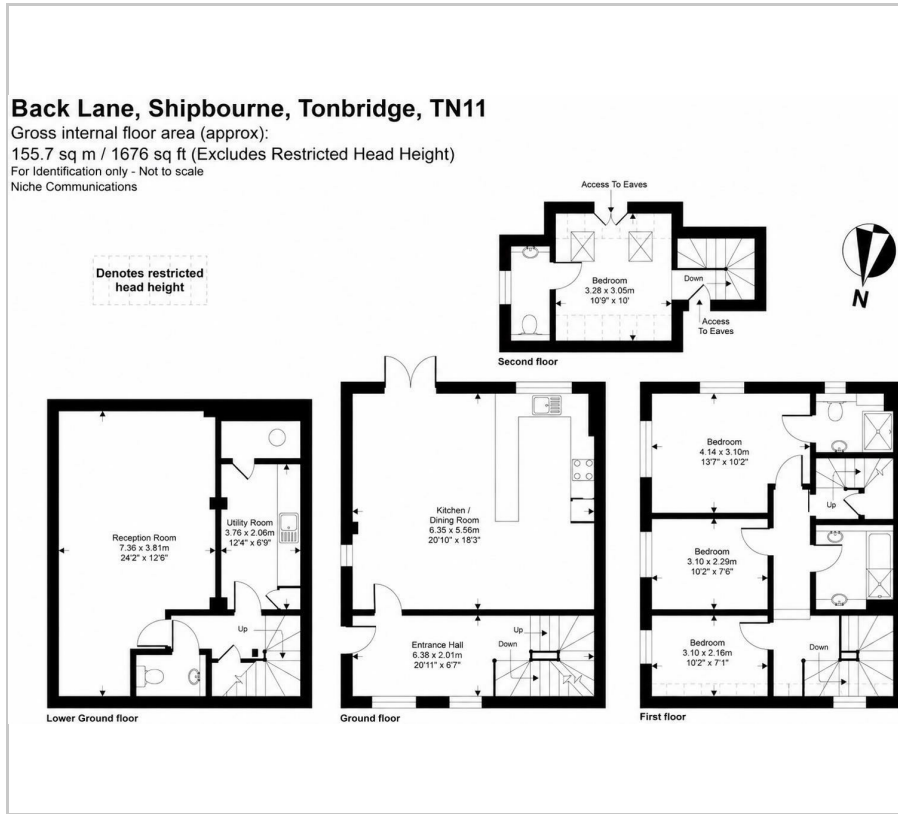 Back Lane, Shipbourne, Tonbridge, TN11
Gross internal floor area (approx):
155.7 sq m / 1676 sq ft (Excludes Restricted Head Height)
For Identification only - Not to scale
Niche Communications
Denotes restricted
head height
Access To Eaves
Bedroom
3.28 x 3.05m
10'9" x 10'
Down
Access
To Eaves
Second floor
N
Reception Room
7.36 x 3.81m
24'2" x 12'6"
Utility Room
3.76 x 2.06m
12'4" x 6'9"
Up
Lower Ground floor
Kitchen /
Dining Room
6.35 x 5.56m
20'10" x 18'3"
Entrance Hall
6.38 x 2.01m
20'11" x 6'7"
Up
Down
Ground floor
Bedroom
4.14 x 3.10m
13'7" x 10'2"
Up
Bedroom
3.10 x 2.29m
10'2" x 7'6"
Bedroom
3.10 x 2.16m
10'2" x 7'1"
Down
First floor